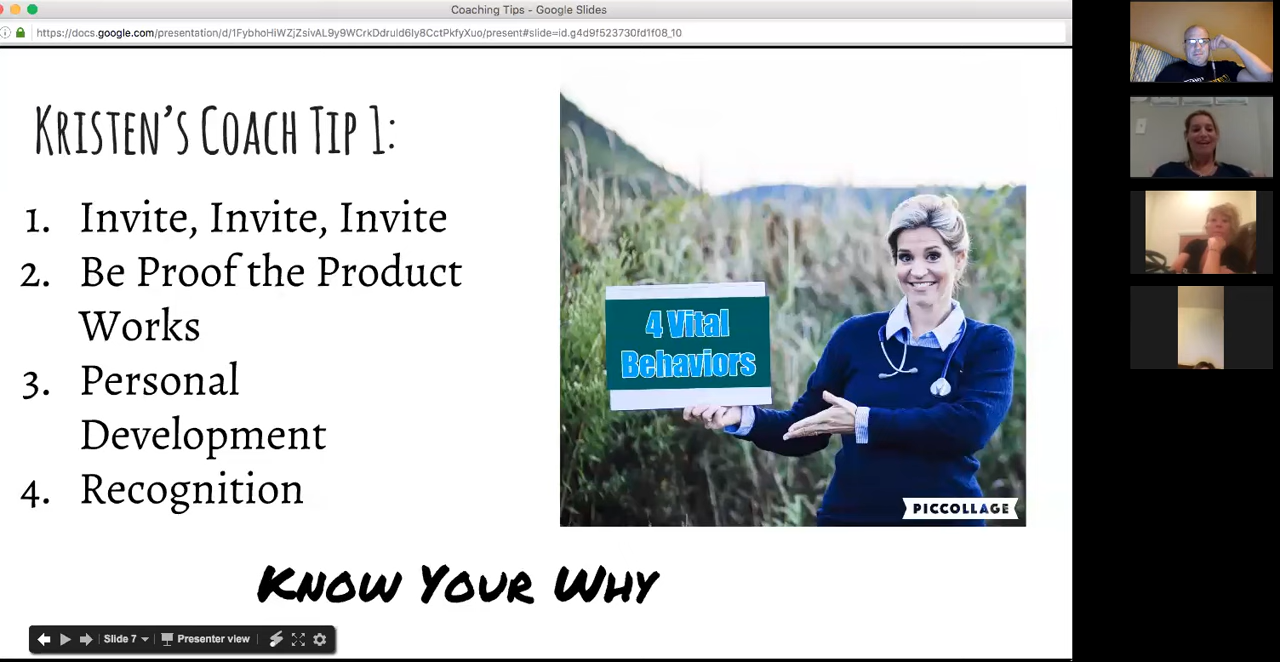 Coaching Tips - Google Slides
https://docs.google.com/presentation/d/1FybhoHiWZjZsivAL9y9WCrkDdruld6Iy8CctPkfyXuo/present#slide=id.g4d9f523730fd1f08_10
Kristen's Coach Tip 1:
1. Invite, Invite, Invite
2. Be Proof the Product
Works
3. Personal
Development
4. Recognition
4 Vital
Behaviors
PICCOLLAGE
Know Your Why
Slide 7
Presenter view